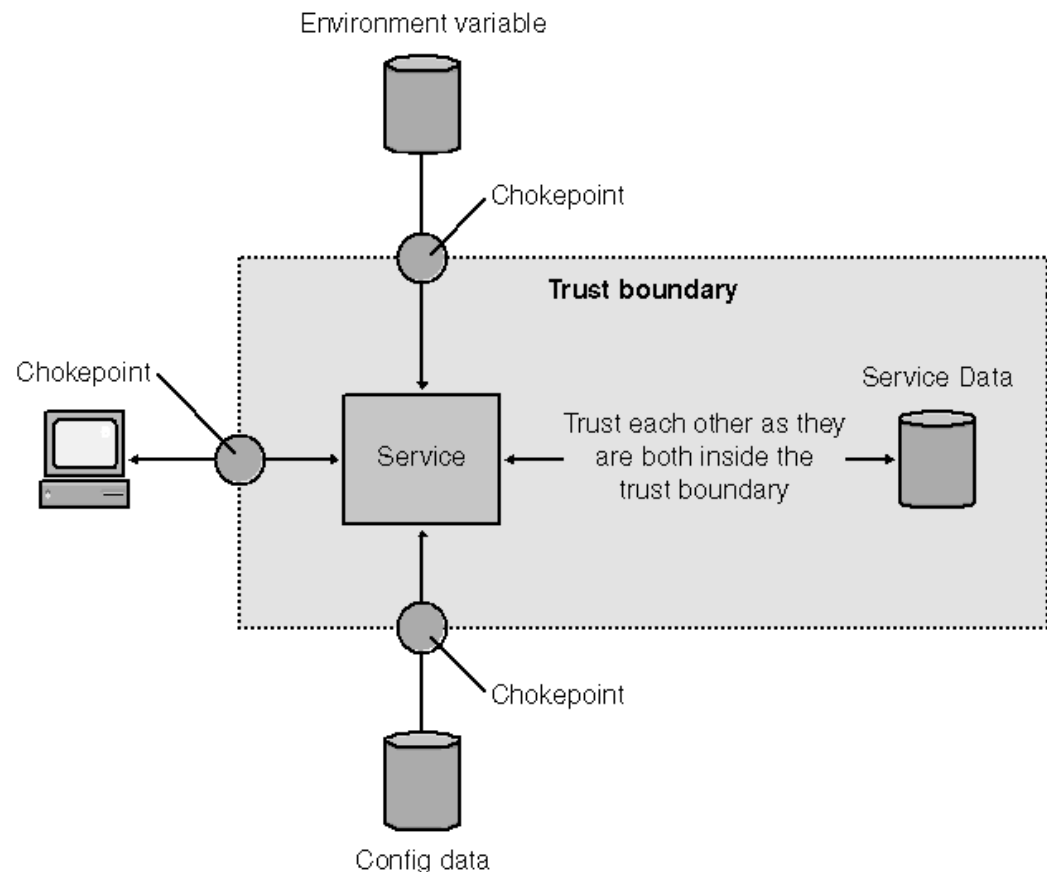 Environment variable
Chokepoint
Trust boundary
Chokepoint
Service Data
Service
Trust each other as they
are both inside the
trust boundary
Chokepoint
Config data